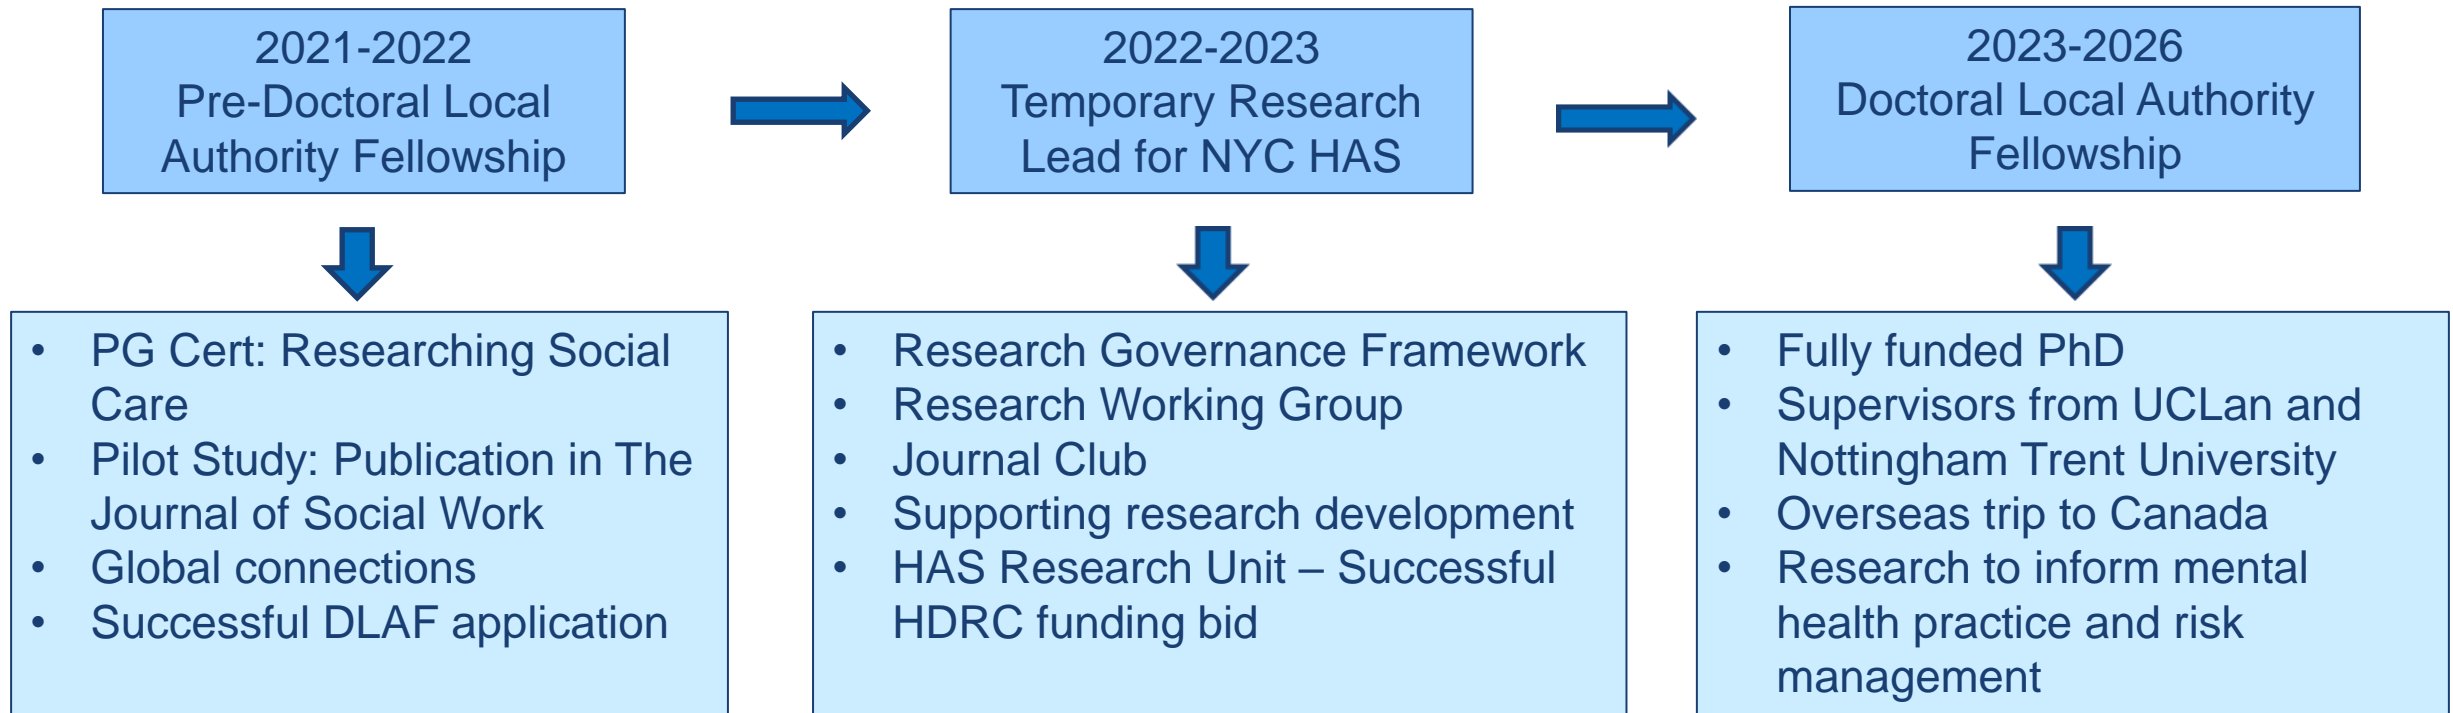 2021-2022
Pre-Doctoral Local
Authority Fellowship
2022-2023
Temporary Research
Lead for NYC HAS
2023-2026
Doctoral Local Authority
Fellowship
• PG Cert: Researching Social
Care
• Pilot Study: Publication in The
Journal of Social Work
• Global connections
• Successful DLAF application
• Research Governance Framework
• Research Working Group
• Journal Club
• Supporting research development
• HAS Research Unit – Successful
HDRC funding bid
• Fully funded PhD
• Supervisors from UCLan and
Nottingham Trent University
• Overseas trip to Canada
• Research to inform mental
health practice and risk
management